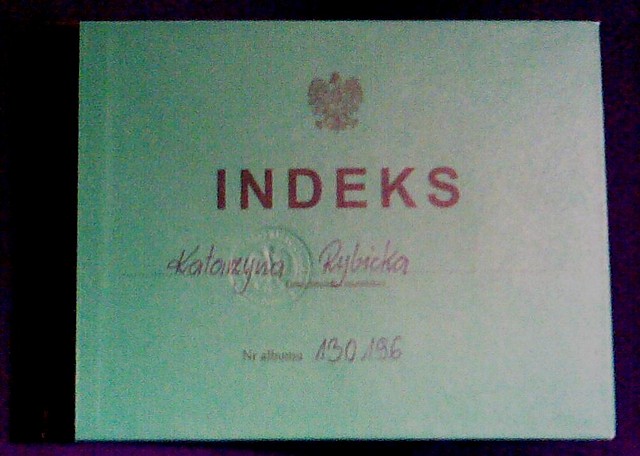 INDEKS
Katarzyna Rybicka
Nr albumu 130196